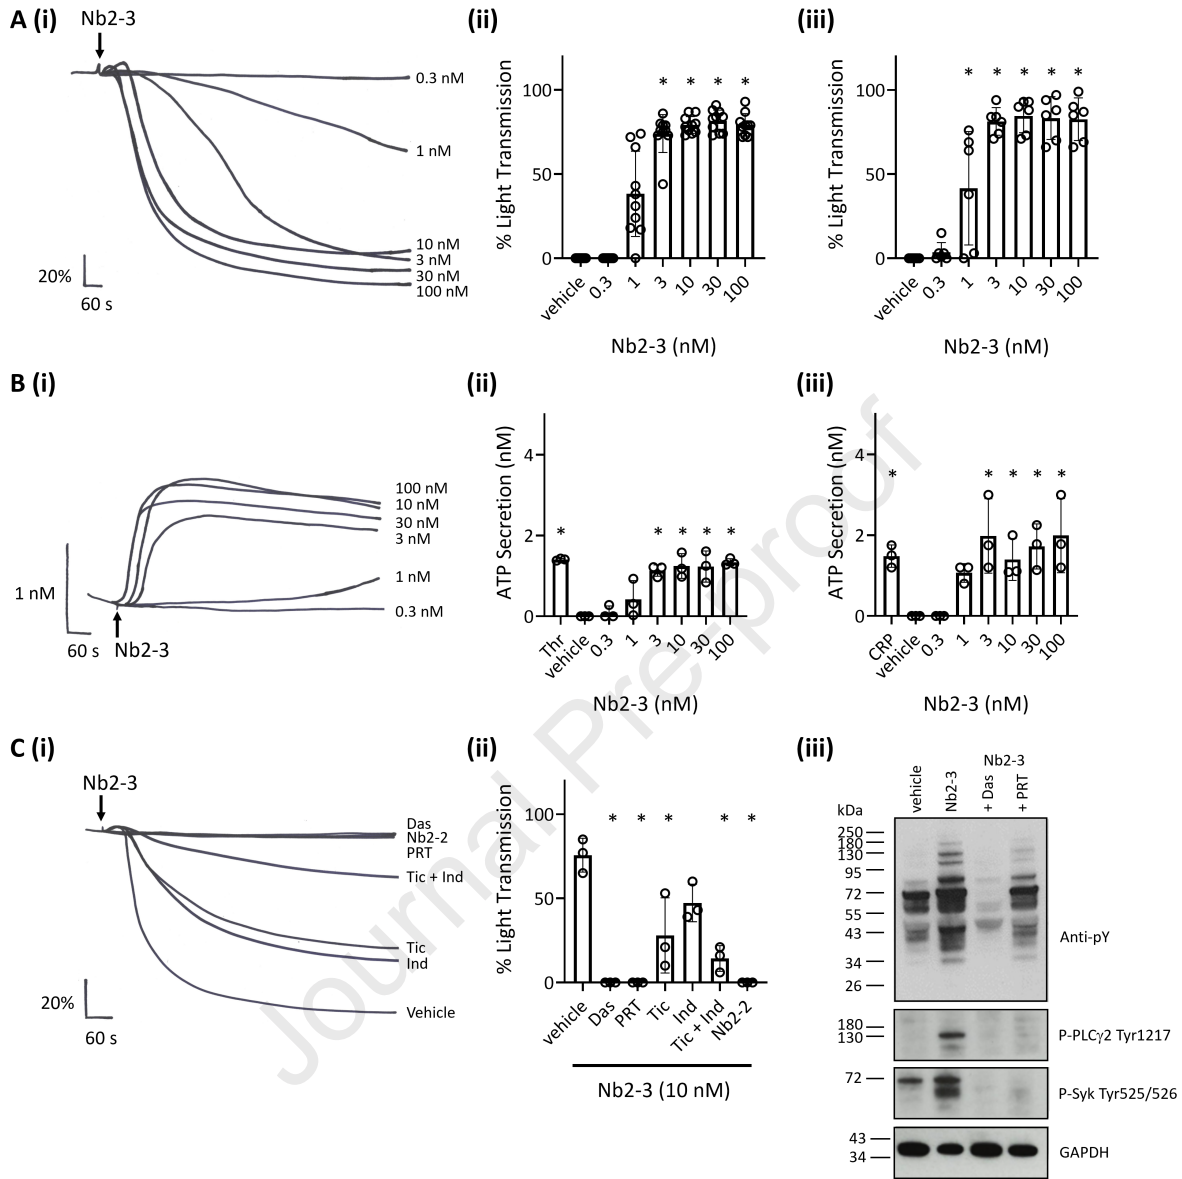 A (i)
Nb2-3
0.3 nM
1 nM
10 nM
3 nM
30 nM
100 nM
20%
60 s
(ii)
% Light Transmission
100
50
0
vehicle
0.3
1
3
10
30
100
* * * *
Nb2-3 (nM)
(iii)
% Light Transmission
100
50
0
vehicle
0.3
1
3
10
30
100
* * * * *
Nb2-3 (nM)
B (i)
100 nM
10 nM
30 nM
3 nM
1 nM
0.3 nM
1 nM
60 s
Nb2-3
(ii)
ATP Secretion (nM)
4
2
0
Thr
vehicle
0.3
1
3
10
30
100
* * * * *
Nb2-3 (nM)
(iii)
ATP Secretion (nM)
4
2
0
CRP
vehicle
0.3
1
3
10
30
100
* * * * *
Nb2-3 (nM)
C (i)
Nb2-3
Das
Nb2-2
PRT
Tic + Ind
Tic
Ind
Vehicle
20%
60 s
(ii)
% Light Transmission
100
50
0
vehicle
Das
PRT
Tic
Ind
Tic + Ind
Nb2-2
* * * * *
Nb2-3 (10 nM)
(iii)
Nb2-3
vehicle
Nb2-3
+ Das
+ PRT
kDa
250
180
130
95
72
55
43
34
26
Anti-pY
180
130
P-PLCγ2 Tyr1217
72
P-Syk Tyr525/526
43
34
GAPDH
Journal Pre-proof